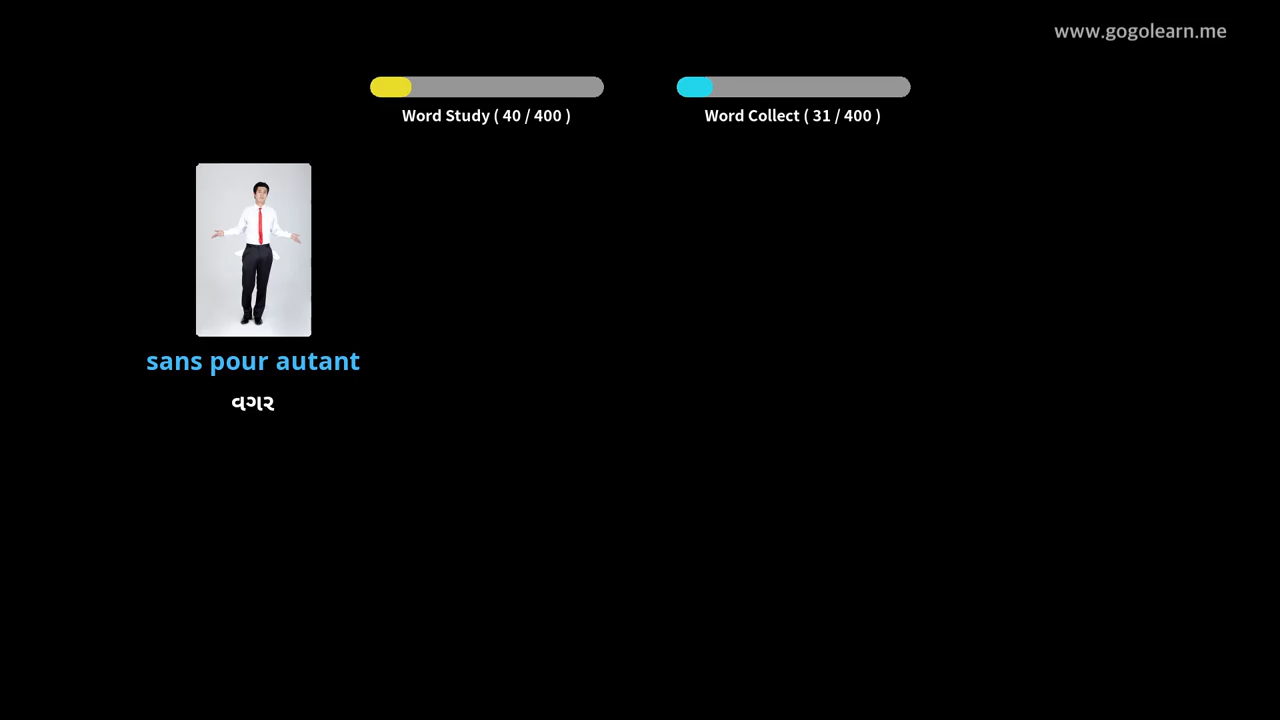 www.gogolearn.me
Word Study ( 40 / 400 )
Word Collect ( 31 / 400 )
sans pour autant
વગર